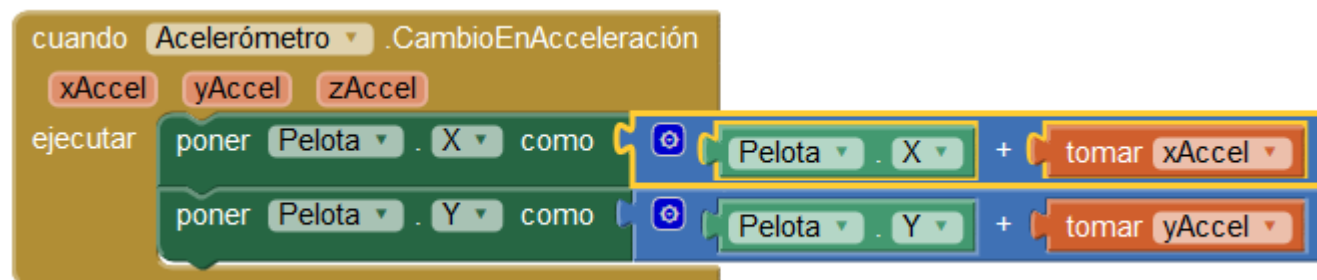 cuando Acelerómetro .CambioEnAcceleración
xAccel yAccel zAccel
ejecutar poner Pelota . X como Pelota . X + tomar xAccel
poner Pelota . Y como Pelota . Y + tomar yAccel